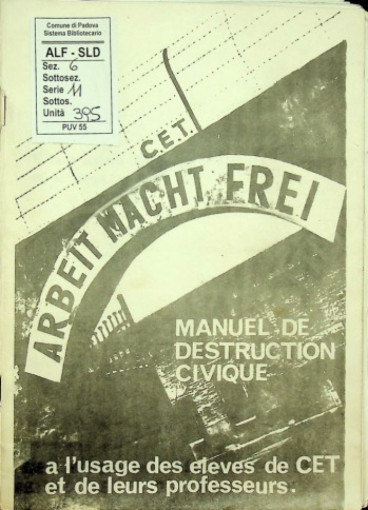 Comune di Padova
Sistema Bibliotecario
ALF - SLD
Sez. 6
Sottosez.
Serie 11
Sottos.
Unità 395
PUV 55
C.E.T.
ARBEIT MACHT FREI
MANUEL DE
DESTRUCTION
CIVIQUE
a l'usage des eleves de CET
et de leurs professeurs.